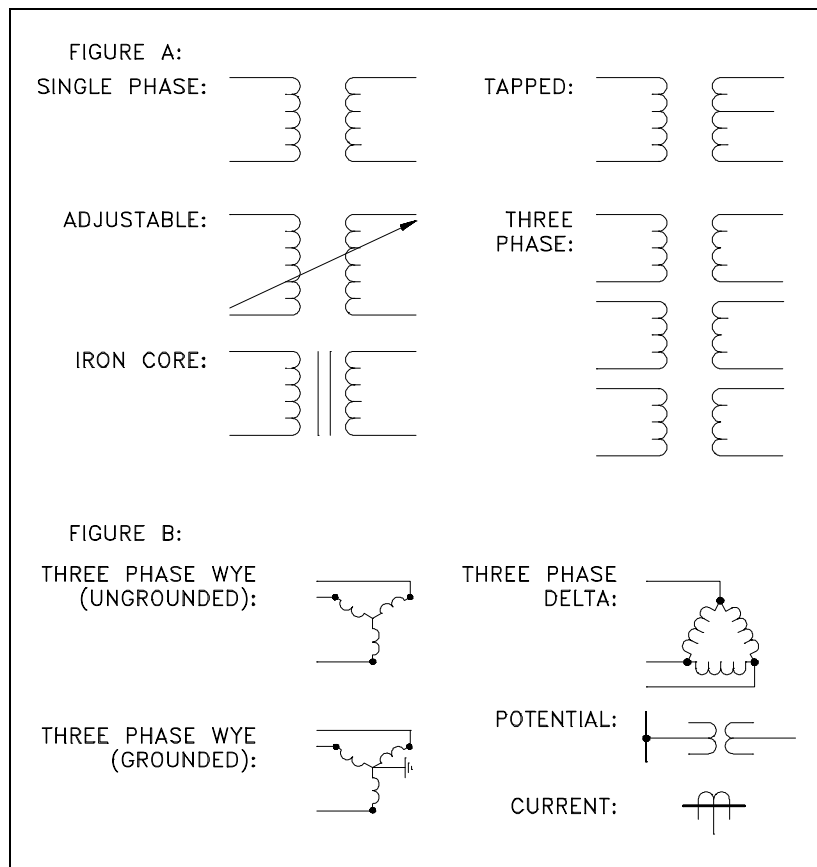 FIGURE A:
SINGLE PHASE:
TAPPED:
ADJUSTABLE:
THREE
PHASE:
IRON CORE:
FIGURE B:
THREE PHASE WYE
(UNGROUNDED):
THREE PHASE
DELTA:
POTENTIAL:
THREE PHASE WYE
(GROUNDED):
CURRENT: